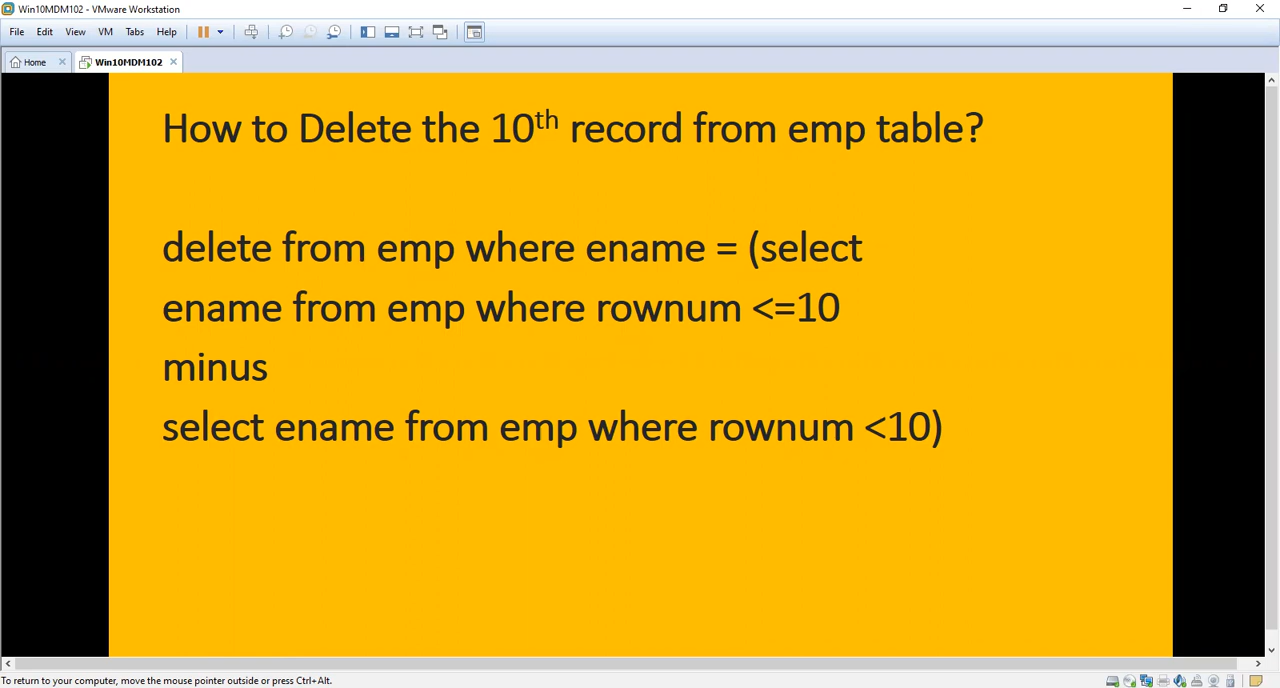 Win10MDM102 - VMware Workstation
File Edit View VM Tabs Help
Home Win10MDM102
How to Delete the 10th record from emp table?
delete from emp where ename = (select
ename from emp where rownum <=10
minus
select ename from emp where rownum <10)
To return to your computer, move the mouse pointer outside or press Ctrl+Alt.